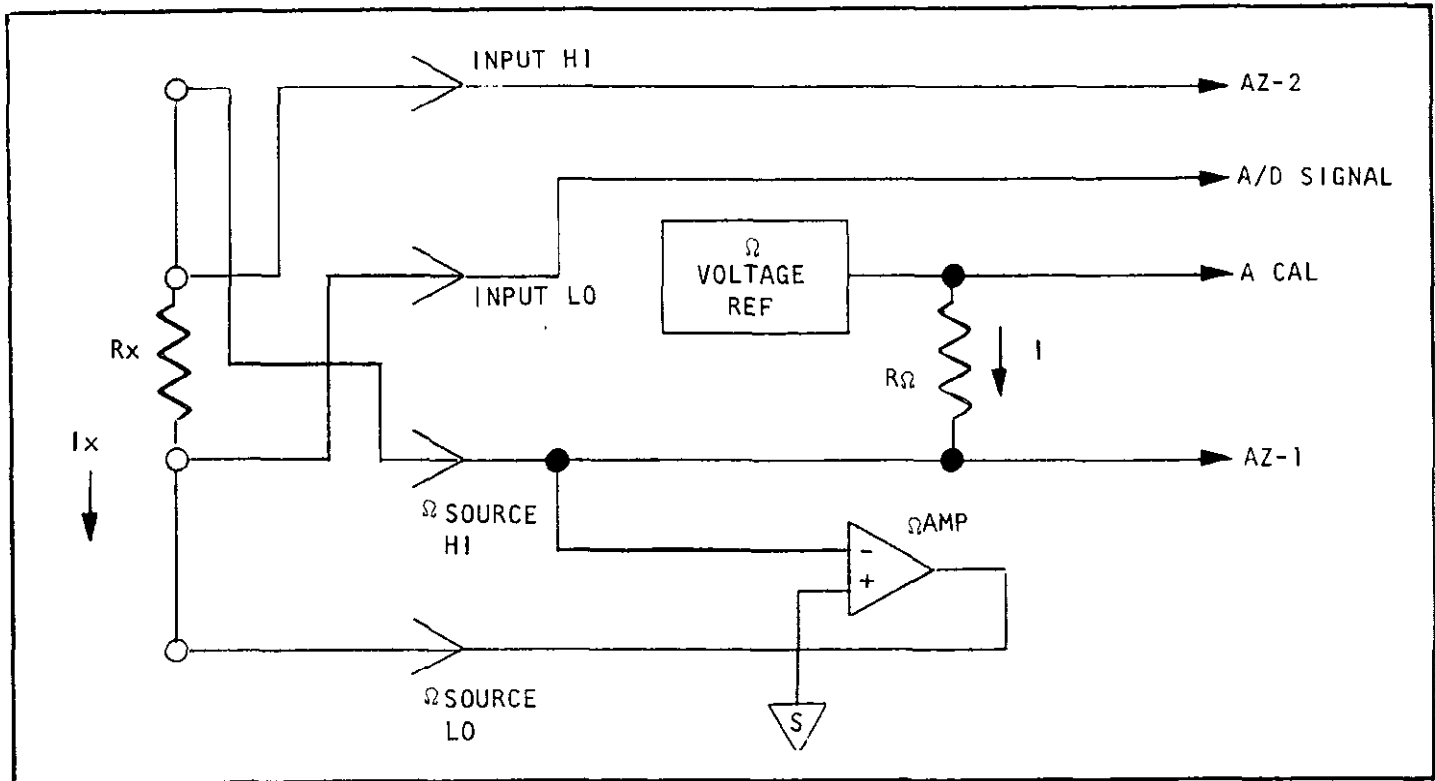 INPUT HI
AZ-2
A/D SIGNAL
Ω
VOLTAGE
REF
A CAL
INPUT LO
Rx
RΩ
I
Ix
AZ-1
Ω SOURCE
HI
ΩAMP
-
+
Ω SOURCE
LO
S